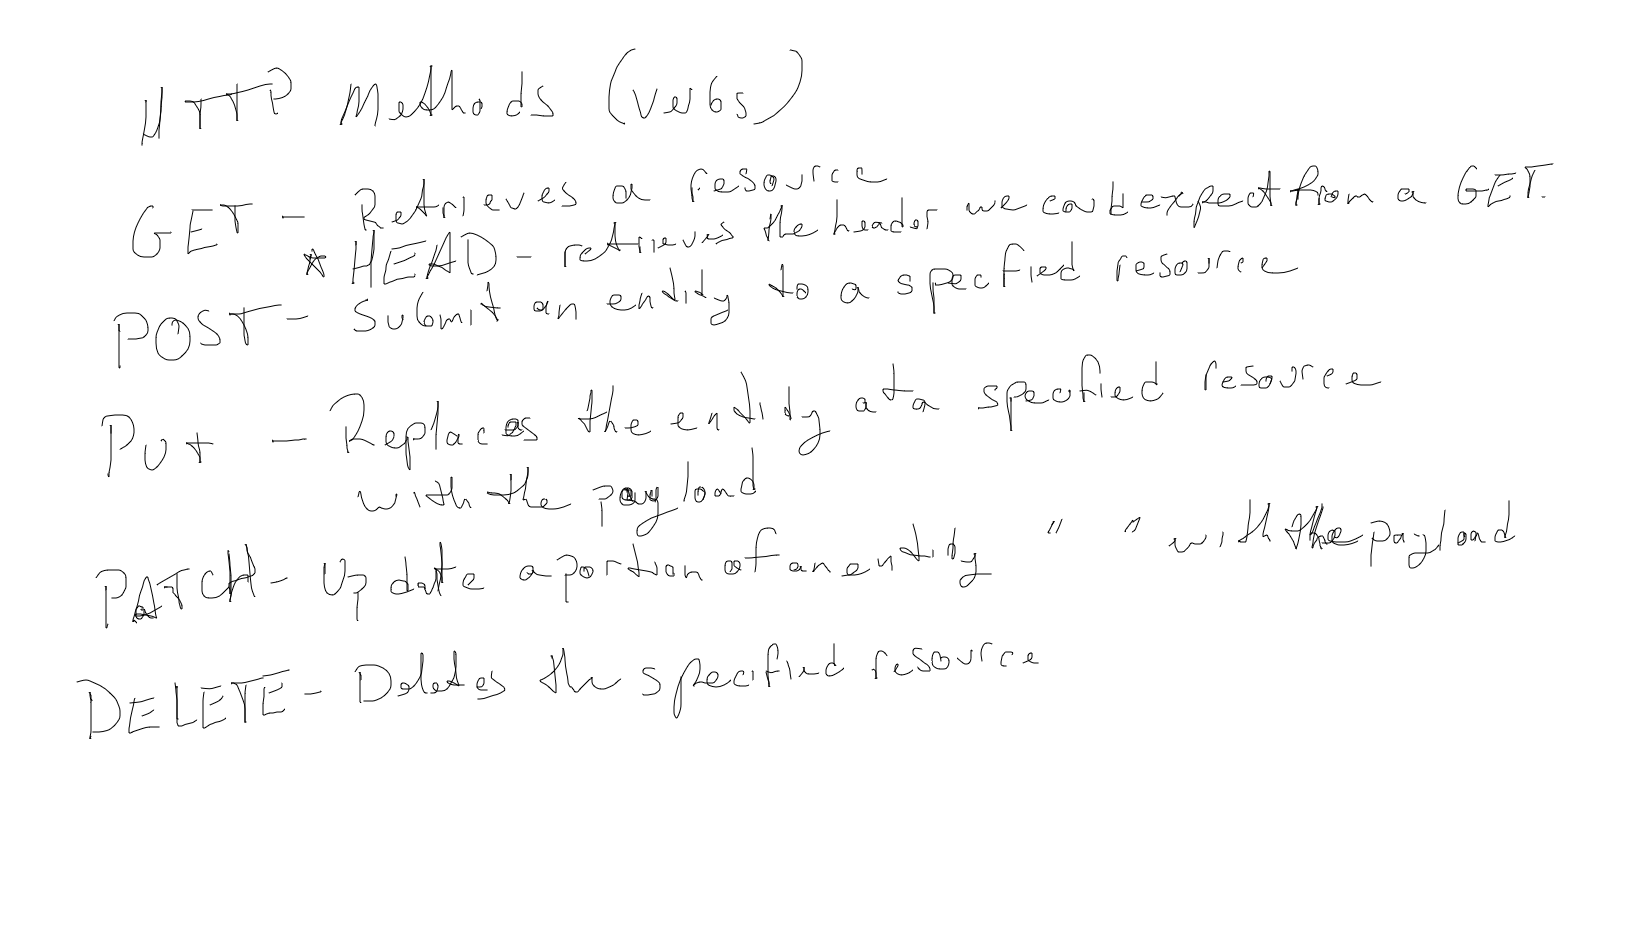 HTTP Methods (verbs)
GET - Retrieves a resource
* HEAD - retrieves the header we could expect from a GET.
POST - Submit an entity to a specified resource
Put - Replaces the entity at a specified resource
with the payload
PATCH - Update a portion of an entity " " with the payload
DELETE - Deletes the specified resource